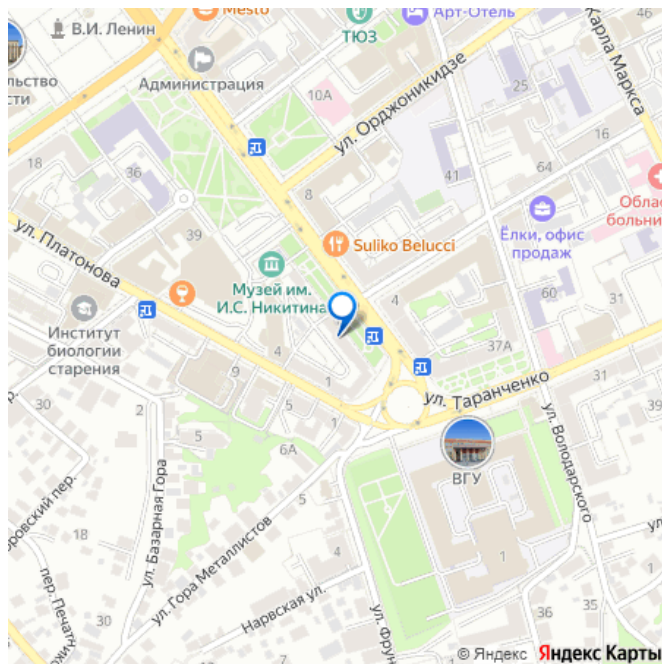 Mesto
В.И. Ленин
ТЮЗ
Арт-Отель
46
Карла Маркса
Администрация
10А
25
ул. Орджоникидзе
16
18
36
8
41
64
Ёлки, офис
продаж
ул. Платонова
39
Suliko Belucci
Музей им.
И.С. Никитина
4
60
31
Институт
биологии
старения
4
1
37А
9
ул. Таранченко
31
30
2
5
1
5
6А
ВГУ
ул. Володарского
18
ул. Базарная Гора
5
ул. Гора Металлистов
4
Нарвская ул.
1
30
36
35
© Яндекс Яндекс Карты